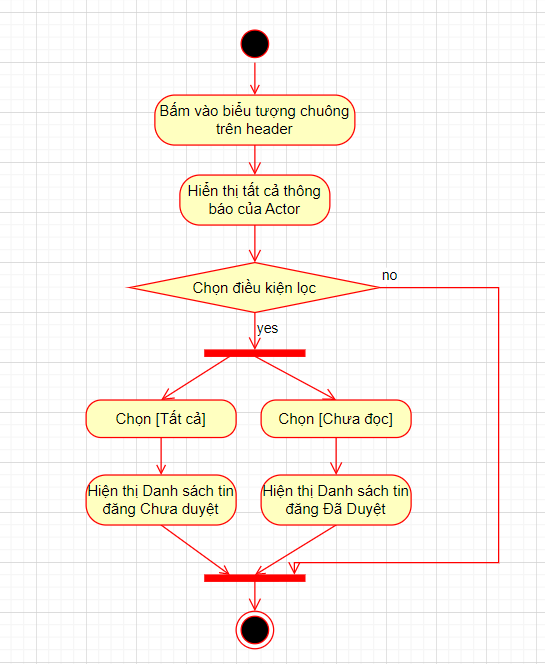 Bấm vào biểu tượng chuông
trên header
Hiển thị tất cả thông
báo của Actor
Chọn điều kiện lọc
no
yes
Chọn [Tất cả]
Chọn [Chưa đọc]
Hiện thị Danh sách tin
đăng Chưa duyệt
Hiện thị Danh sách tin
đăng Đã Duyệt